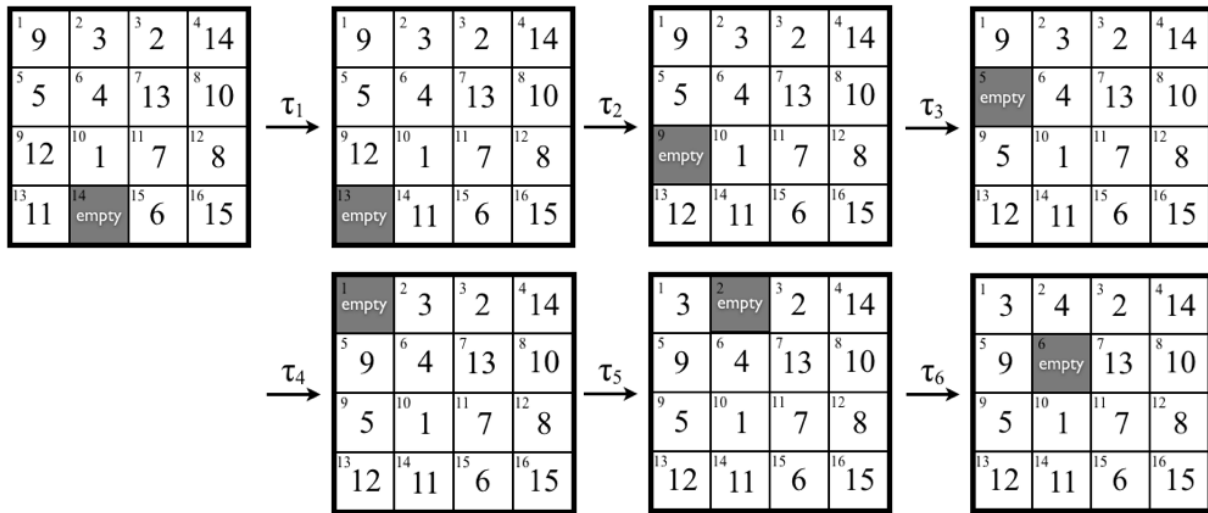 1 9 2 3 3 2 4 14
5 5 6 4 7 13 8 10
9 12 10 1 11 7 12 8
13 11 14 empty 15 6 16 15
τ1
1 9 2 3 3 2 4 14
5 5 6 4 7 13 8 10
9 12 10 1 11 7 12 8
13 empty 14 11 15 6 16 15
τ2
1 9 2 3 3 2 4 14
5 5 6 4 7 13 8 10
9 empty 10 1 11 7 12 8
13 12 14 11 15 6 16 15
τ3
1 9 2 3 3 2 4 14
5 empty 6 4 7 13 8 10
9 5 10 1 11 7 12 8
13 12 14 11 15 6 16 15
τ4
1 empty 2 3 3 2 4 14
5 9 6 4 7 13 8 10
9 5 10 1 11 7 12 8
13 12 14 11 15 6 16 15
τ5
1 3 2 empty 3 2 4 14
5 9 6 4 7 13 8 10
9 5 10 1 11 7 12 8
13 12 14 11 15 6 16 15
τ6
1 3 2 4 3 2 4 14
5 9 6 empty 7 13 8 10
9 5 10 1 11 7 12 8
13 12 14 11 15 6 16 15